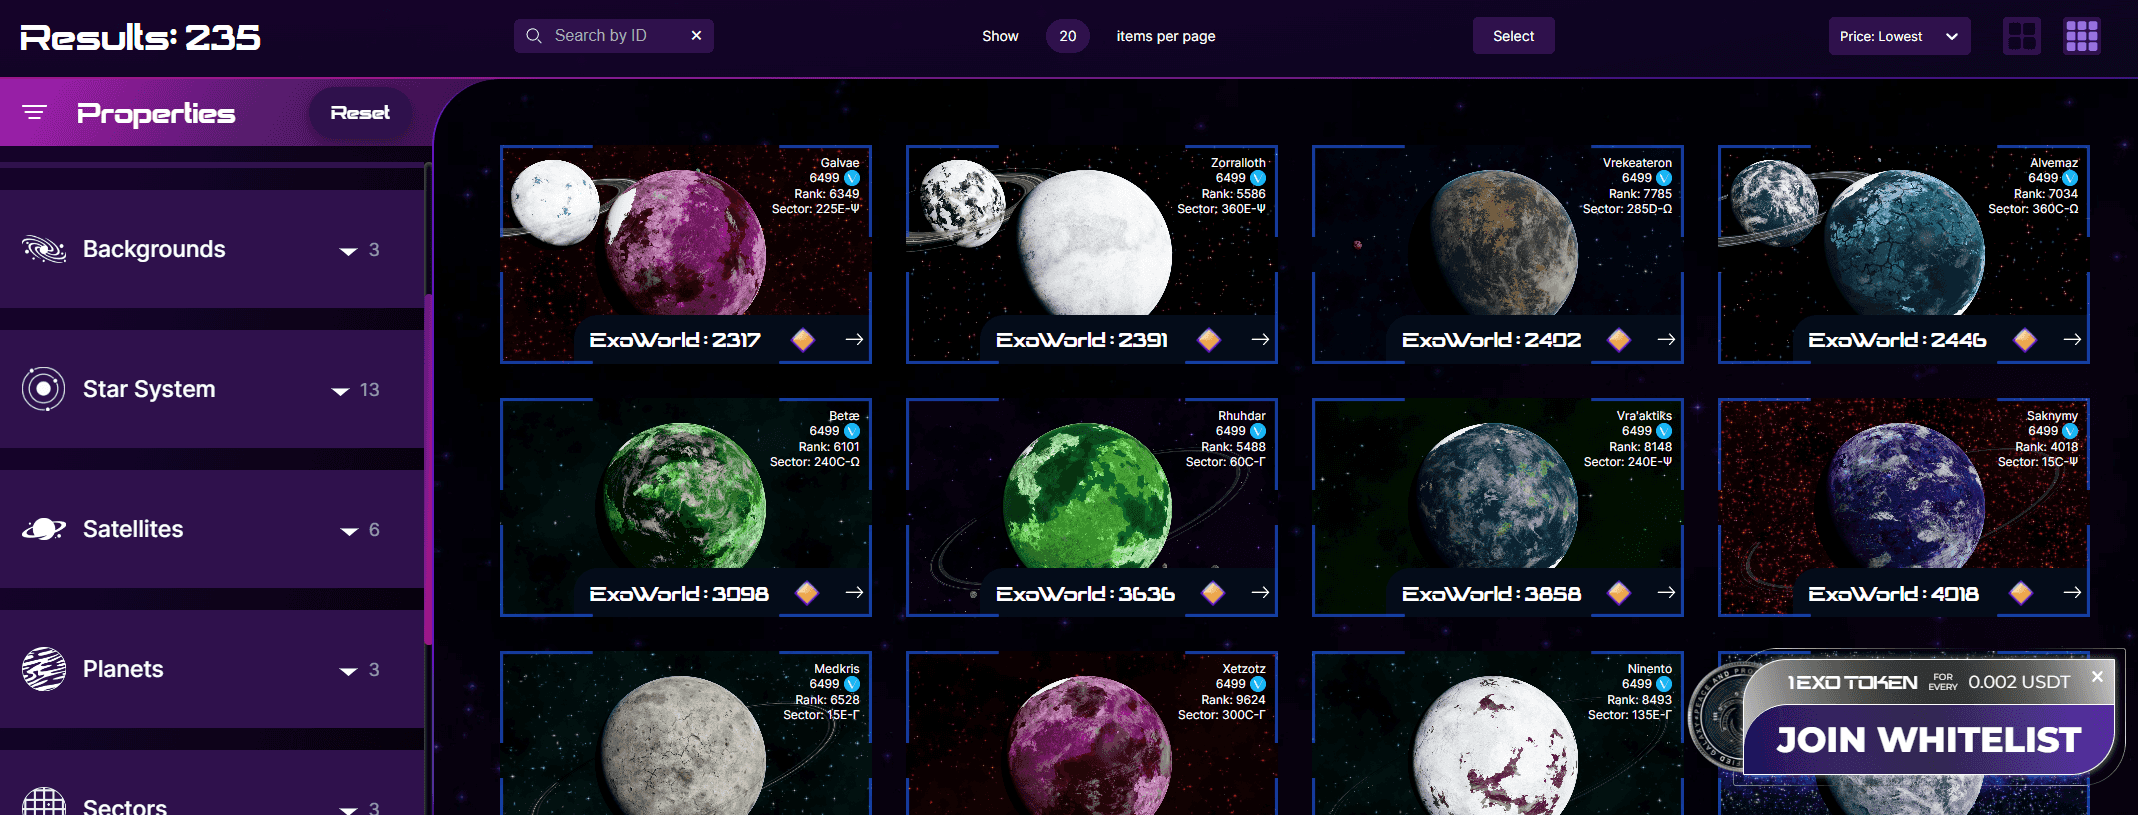 Results: 235
Search by ID
Show 20 items per page
Select
Price: Lowest
Properties
Reset
Backgrounds 3
Star System 13
Satellites 6
Planets 3
Sectors 3
Galvae
6499
Rank: 6349
Sector: 225E-Ψ
ExoWorld: 2317
Zorralloth
6499
Rank: 5586
Sector: 360E-Ψ
ExoWorld: 2391
Vrekeateron
6499
Rank: 7785
Sector: 285D-Ω
ExoWorld: 2402
Alvemaz
6499
Rank: 7034
Sector: 360C-Ω
ExoWorld: 2446
Betæ
6499
Rank: 6101
Sector: 240C-Ω
ExoWorld: 3098
Rhuhdar
6499
Rank: 5488
Sector: 60C-Γ
ExoWorld: 3636
Vra'aktiks
6499
Rank: 8148
Sector: 240E-Ψ
ExoWorld: 3858
Saknymy
6499
Rank: 4018
Sector: 15C-Ψ
ExoWorld: 4018
Medkris
6499
Rank: 6528
Sector: 15E-Γ
Xetzotz
6499
Rank: 9624
Sector: 300C-Γ
Ninento
6499
Rank: 8493
Sector: 135E-Γ
1 EXO TOKEN FOR EVERY 0.002 USDT
JOIN WHITELIST